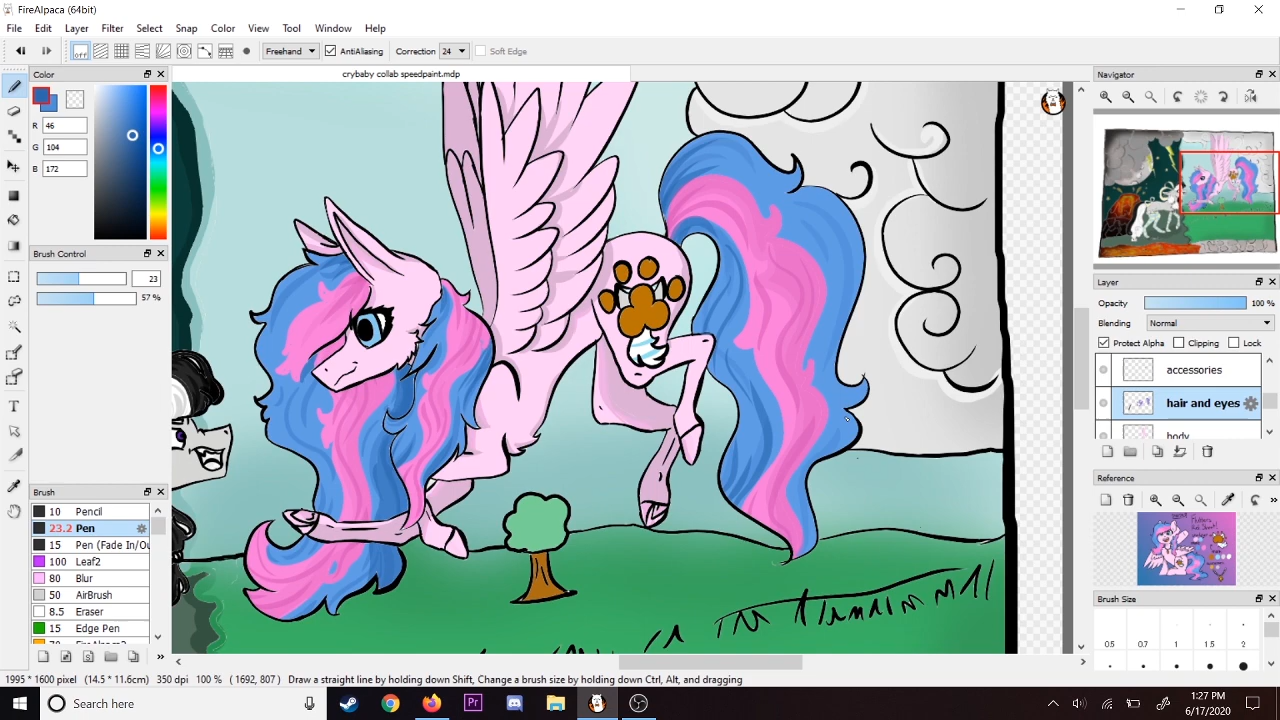 FireAlpaca (64bit)
File Edit Layer Filter Select Snap Color View Tool Window Help
off Freehand AntiAliasing Correction 24 Soft Edge
Color
crybaby collab speedpaint.mdp
Navigator
R 46
G 104
B 172
Brush Control
23
57 %
Layer
Opacity 100 %
Blending Normal
Protect Alpha Clipping Lock
accessories
hair and eyes
body
Reference
Brush
10 Pencil
23.2 Pen
15 Pen (Fade In/Ou
100 Leaf2
80 Blur
50 AirBrush
8.5 Eraser
15 Edge Pen
Brush Size
0.5 0.7 1 1.5 2
1995 * 1600 pixel (14.5 * 11.6cm) 350 dpi 100 % ( 1692, 807 ) Draw a straight line by holding down Shift, Change a brush size by holding down Ctrl, Alt, and dragging
Search here
Pr
1:27 PM
6/17/2020